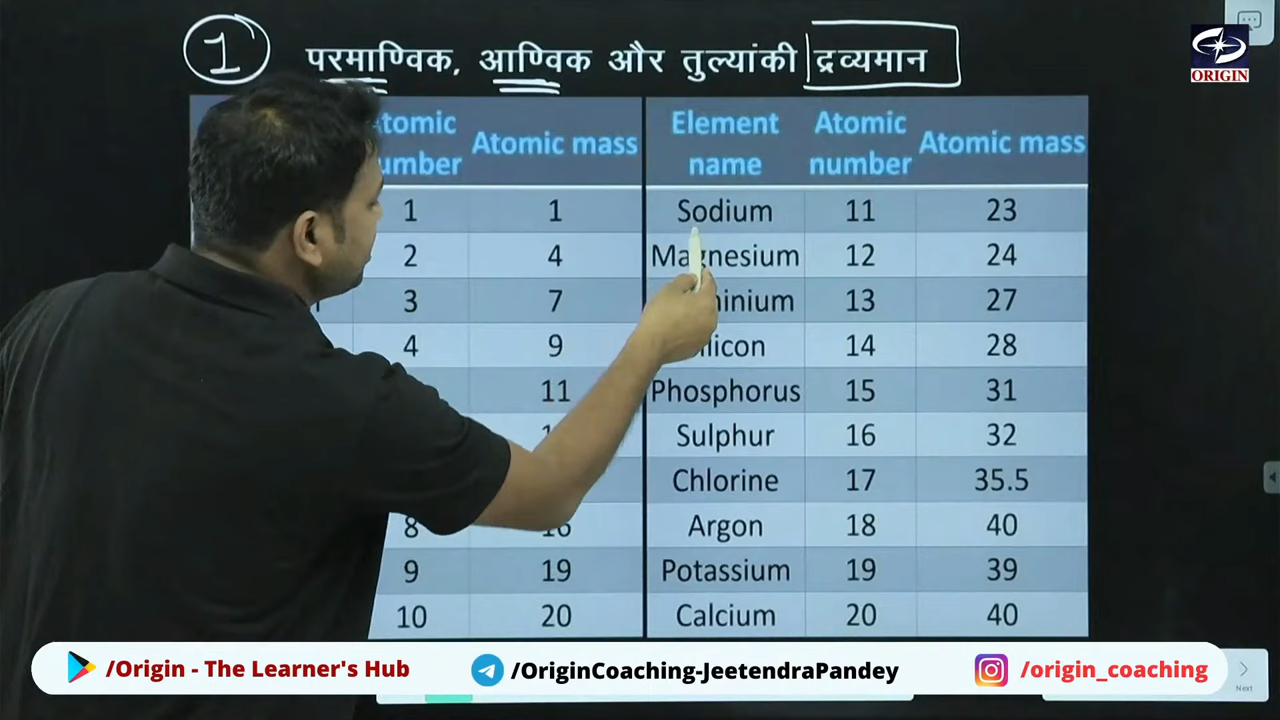 1 परमाण्विक, आण्विक और तुल्यांकी द्रव्यमान
ORIGIN
Atomic mass Element name Atomic number Atomic mass
1 1 Sodium 11 23
2 4 Magnesium 12 24
3 7 13 27
4 9 14 28
11 Phosphorus 15 31
Sulphur 16 32
Chlorine 17 35.5
8 16 Argon 18 40
9 19 Potassium 19 39
10 20 Calcium 20 40
/Origin - The Learner's Hub /OriginCoaching-JeetendraPandey /origin_coaching
Next